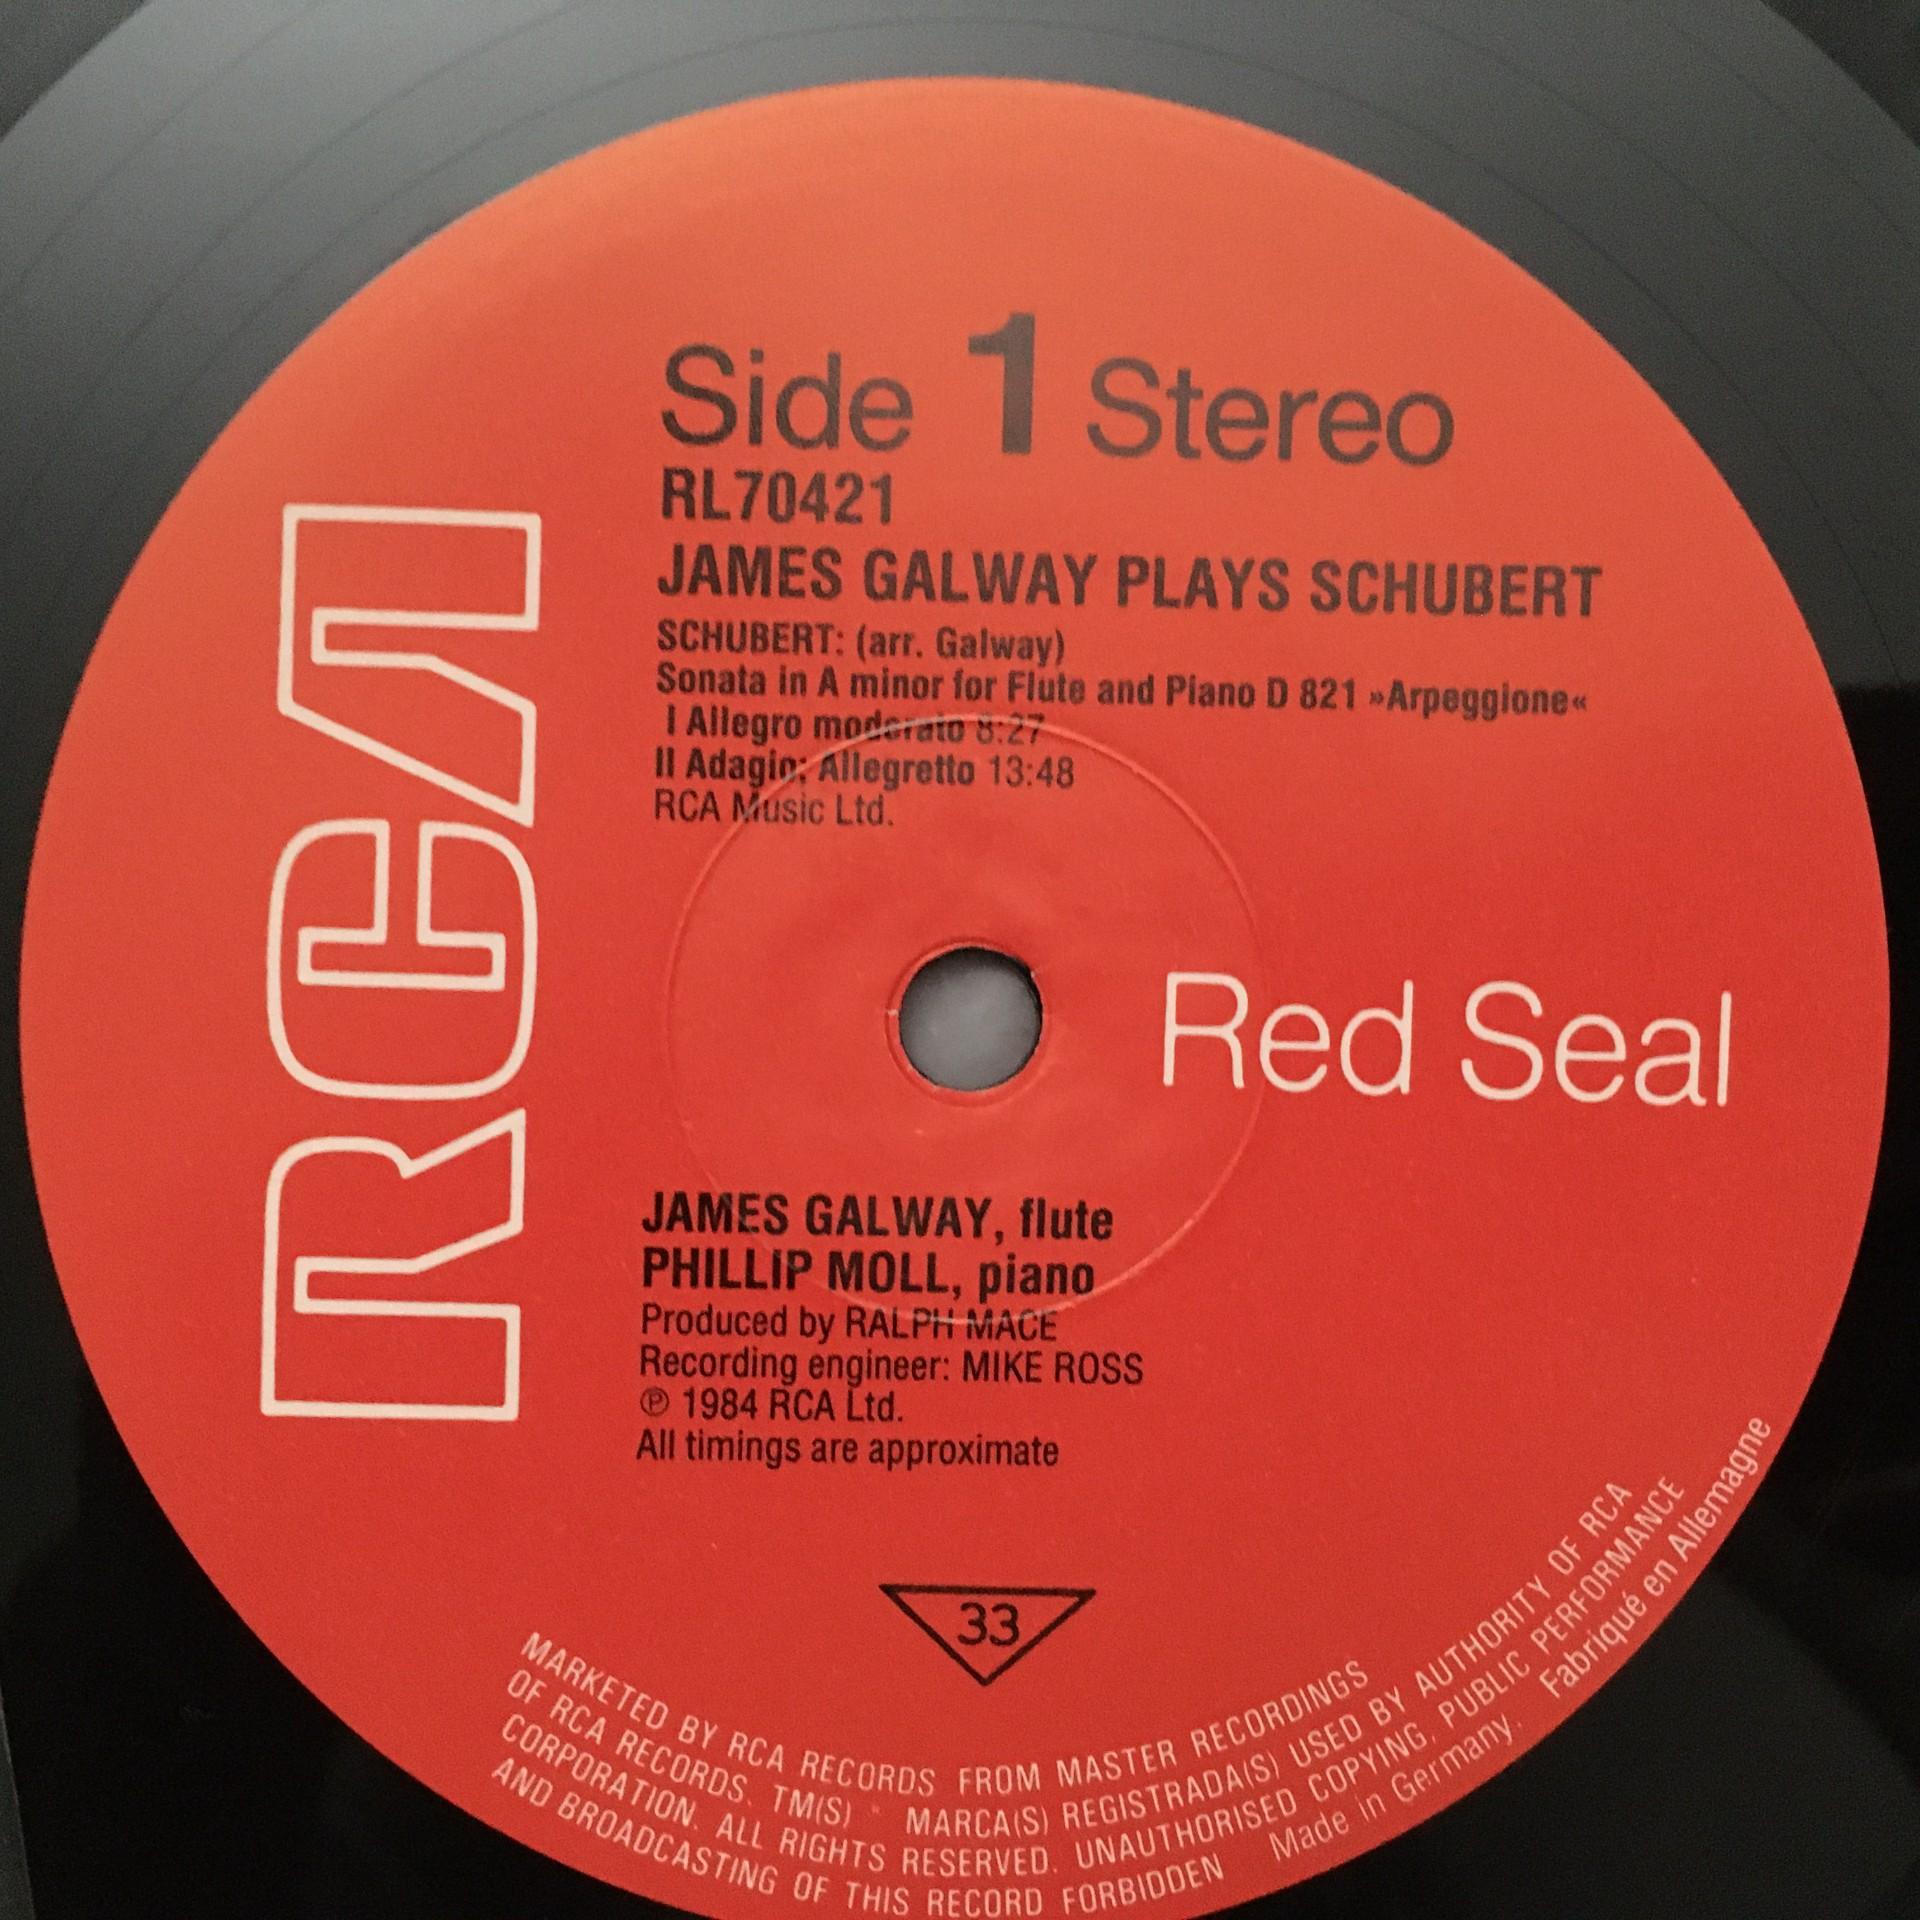 Side 1 Stereo
RL70421
JAMES GALWAY PLAYS SCHUBERT
SCHUBERT: (arr. Galway)
Sonata in A minor for Flute and Piano D 821 »Arpeggione«
I Allegro moderato 8:27
II Adagio; Allegretto 13:48
RCA Music Ltd.
RCA
Red Seal
JAMES GALWAY, flute
PHILLIP MOLL, piano
Produced by RALPH MACE
Recording engineer: MIKE ROSS
℗ 1984 RCA Ltd.
All timings are approximate
33
MARKETED BY RCA RECORDS FROM MASTER RECORDINGS
OF RCA RECORDS. TM(S) * MARCA(S) REGISTRADA(S) USED BY AUTHORITY OF RCA
CORPORATION. ALL RIGHTS RESERVED. UNAUTHORISED COPYING, PUBLIC PERFORMANCE
AND BROADCASTING OF THIS RECORD FORBIDDEN Made in Germany. Fabriqué en Allemagne